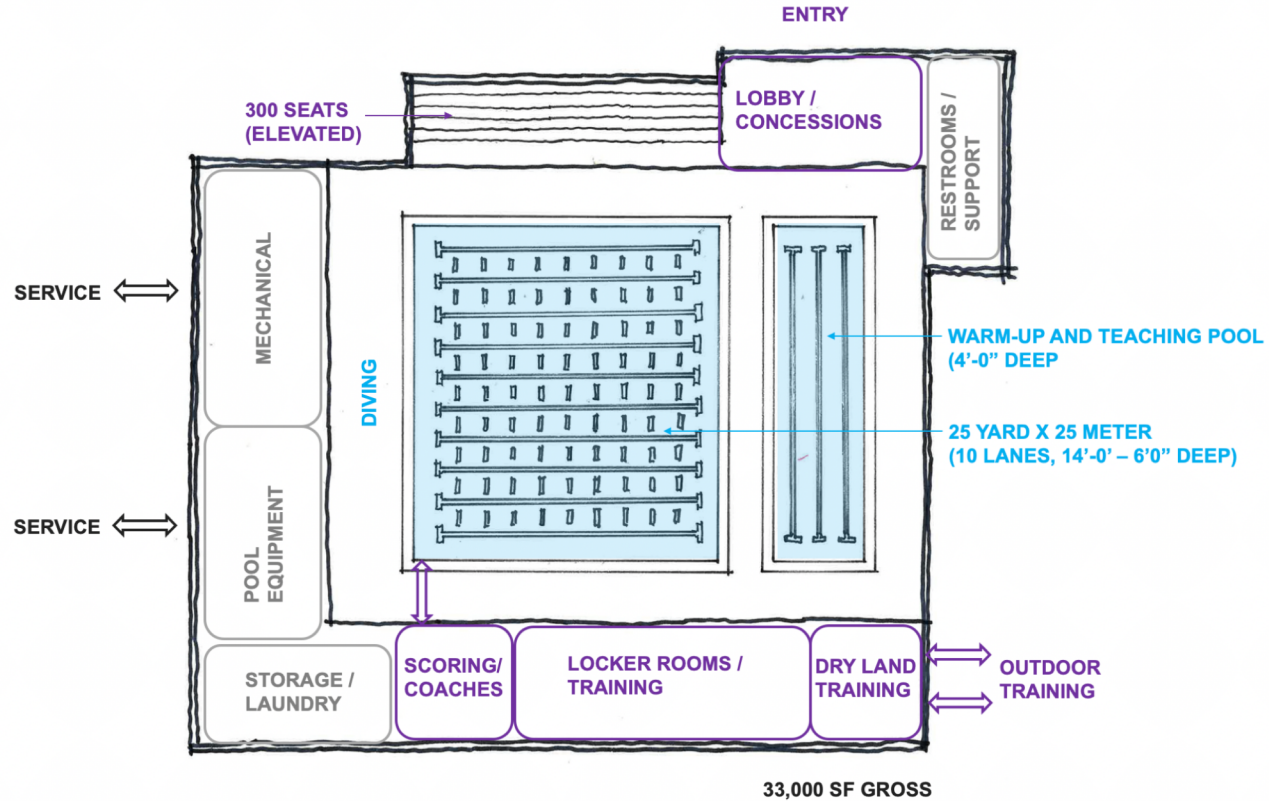 ENTRY
300 SEATS
(ELEVATED)
LOBBY /
CONCESSIONS
RESTROOMS /
SUPPORT
MECHANICAL
SERVICE
DIVING
WARM-UP AND TEACHING POOL
(4’-0” DEEP
25 YARD X 25 METER
(10 LANES, 14’-0’ – 6’0” DEEP)
SERVICE
POOL
EQUIPMENT
STORAGE /
LAUNDRY
SCORING/
COACHES
LOCKER ROOMS /
TRAINING
DRY LAND
TRAINING
OUTDOOR
TRAINING
33,000 SF GROSS